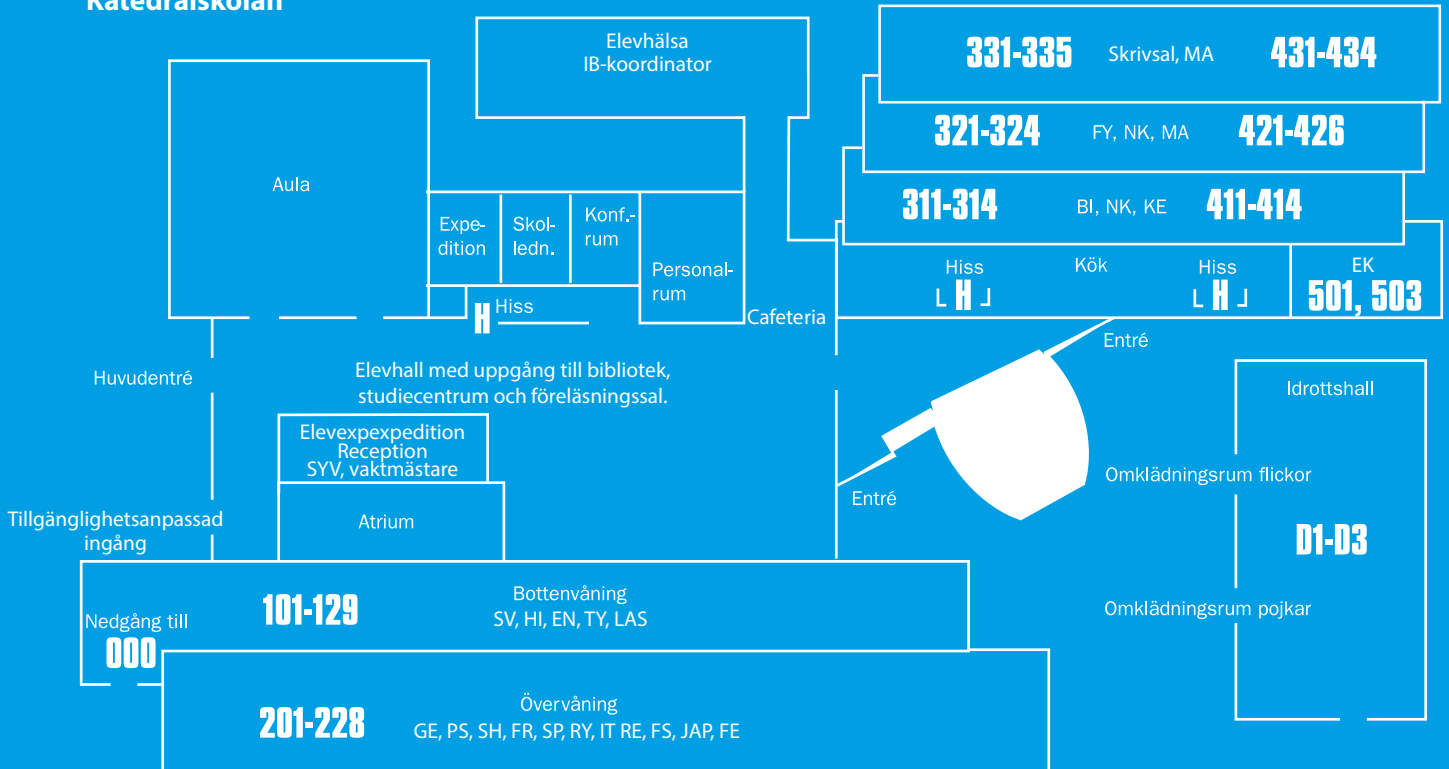 Katedralskolan
Elevhälsa
IB-koordinator
331-335 Skrivsal, MA 431-434
321-324 FY, NK, MA 421-426
311-314 BI, NK, KE 411-414
Aula
Expe-
dition
Skol-
ledn.
Konf.-
rum
Personal-
rum
Hiss
H
Kök
Hiss
H
EK
501, 503
H Hiss
Cafeteria
Entré
Huvudentré
Elevhall med uppgång till bibliotek,
studiecentrum och föreläsningssal.
Idrottshall
Elevexpexpedition
Reception
SYV, vaktmästare
Omklädningsrum flickor
Entré
Tillgänglighetsanpassad
ingång
Atrium
D1-D3
101-129
Bottenvåning
SV, HI, EN, TY, LAS
Nedgång till
000
Omklädningsrum pojkar
201-228
Övervåning
GE, PS, SH, FR, SP, RY, IT RE, FS, JAP, FE